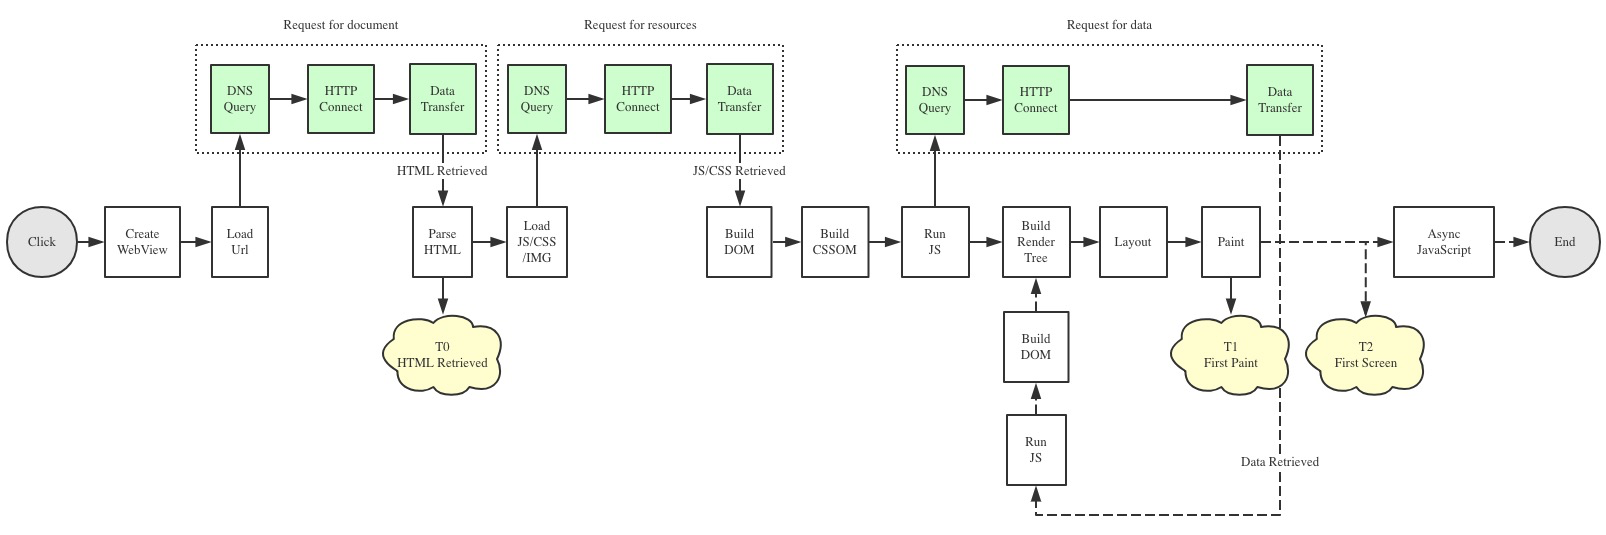 Request for document
Request for resources
Request for data
DNS
Query
HTTP
Connect
Data
Transfer
DNS
Query
HTTP
Connect
Data
Transfer
DNS
Query
HTTP
Connect
Data
Transfer
HTML Retrieved
JS/CSS Retrieved
Click
Create
WebView
Load
Url
Parse
HTML
Load
JS/CSS
/IMG
Build
DOM
Build
CSSOM
Run
JS
Build
Render
Tree
Layout
Paint
Async
JavaScript
End
T0
HTML Retrieved
Build
DOM
T1
First Paint
T2
First Screen
Run
JS
Data Retrieved